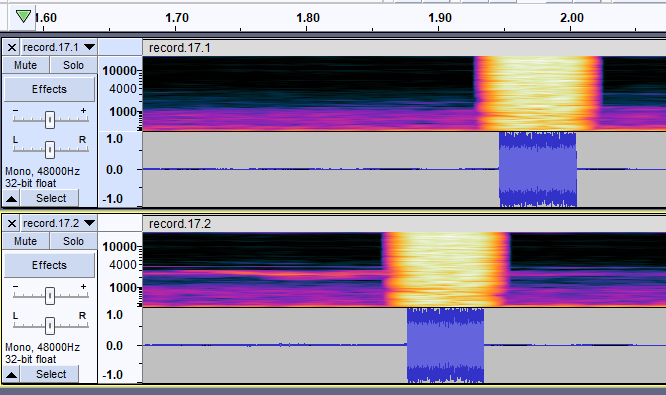 1.60 1.70 1.80 1.90 2.00
record.17.1 record.17.1
Mute Solo
Effects
- +
L R
Mono, 48000Hz
32-bit float
Select
10000
4000
1000
1.0
0.0
-1.0
record.17.2 record.17.2
Mute Solo
Effects
- +
L R
Mono, 48000Hz
32-bit float
Select
10000
4000
1000
1.0
0.0
-1.0